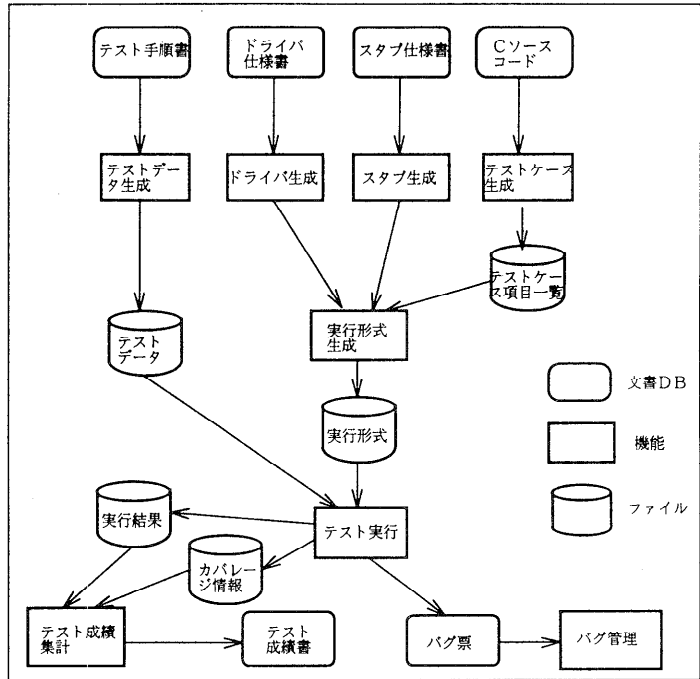 テスト手順書
ドライバ
仕様書
スタブ仕様書
Cソース
コード
テストデー
タ生成
ドライバ生成
スタブ生成
テストケース
生成
テストケー
ス項目一覧
テスト
データ
実行形式
生成
文書DB
実行形式
機能
実行結果
テスト実行
ファイル
カバレー
ジ情報
テスト成績
集計
テスト
成績書
バグ票
バグ管理